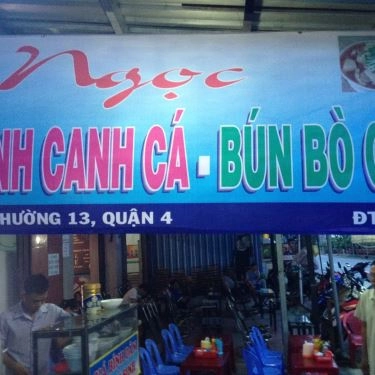 Ngọc
NH CANH CÁ - BÚN BÒ
HƯỜNG 13, QUẬN 4 ĐT